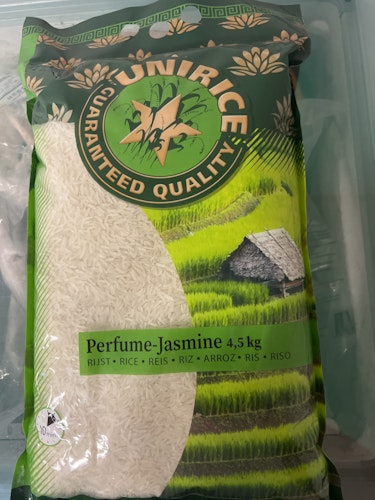 UNIRICE
GUARANTEED QUALITY
Perfume-Jasmine 4,5 kg
RIJST • RICE • REIS • RIZ • ARROZ • RIS • RISO